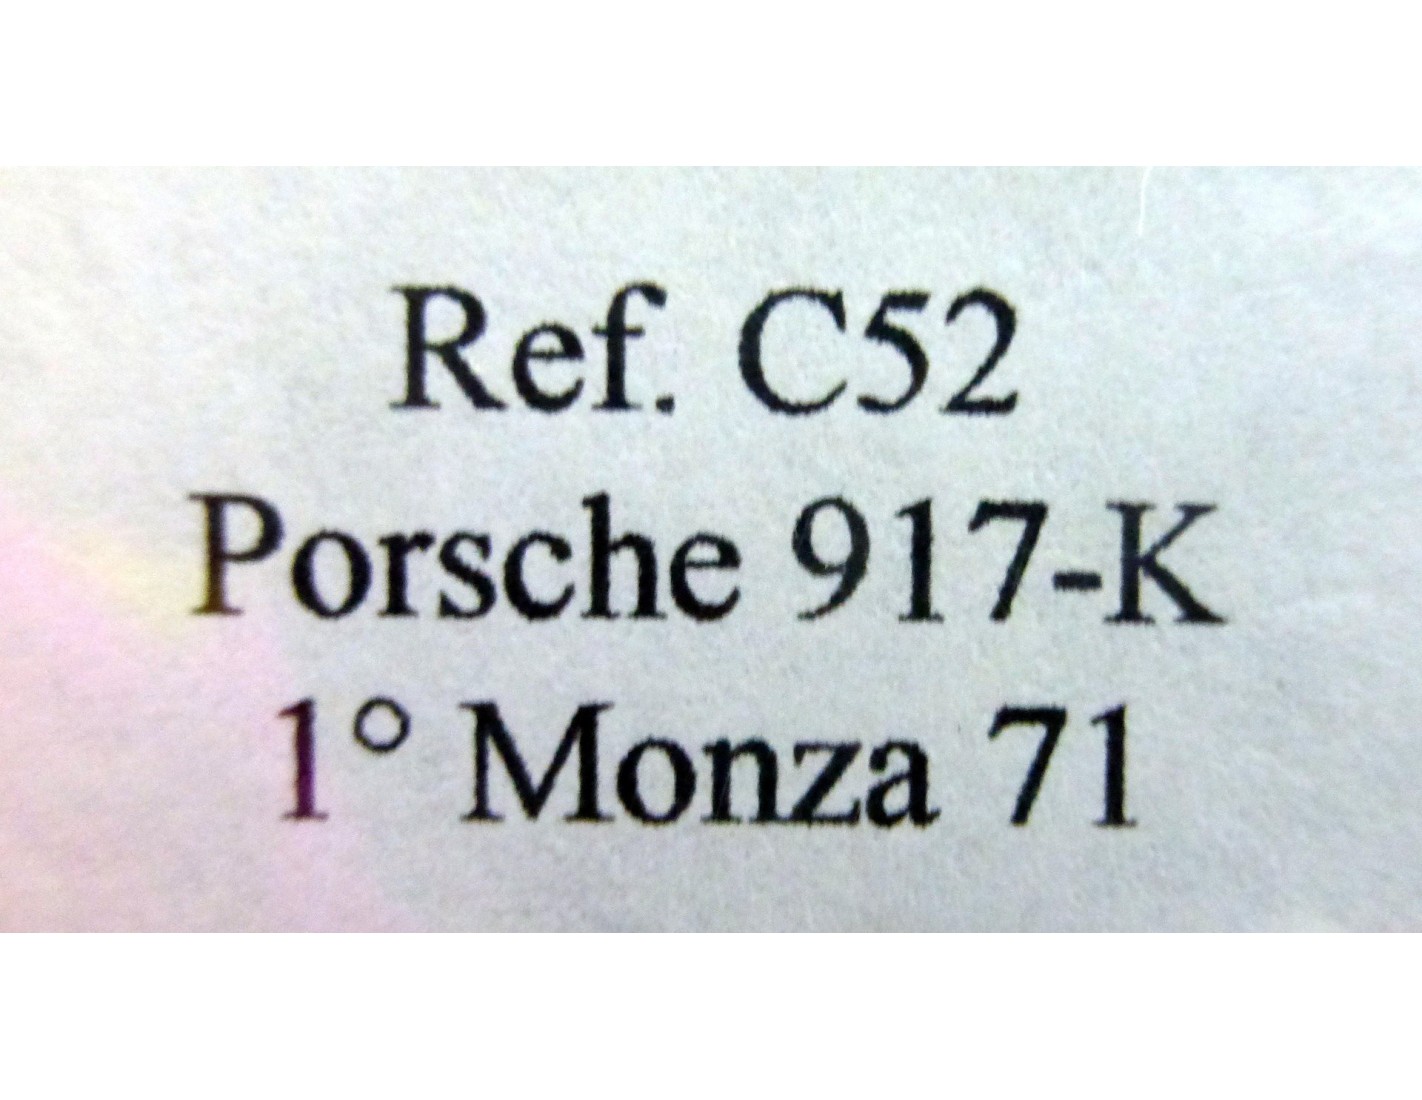 Ref. C52
Porsche 917-K
1° Monza 71